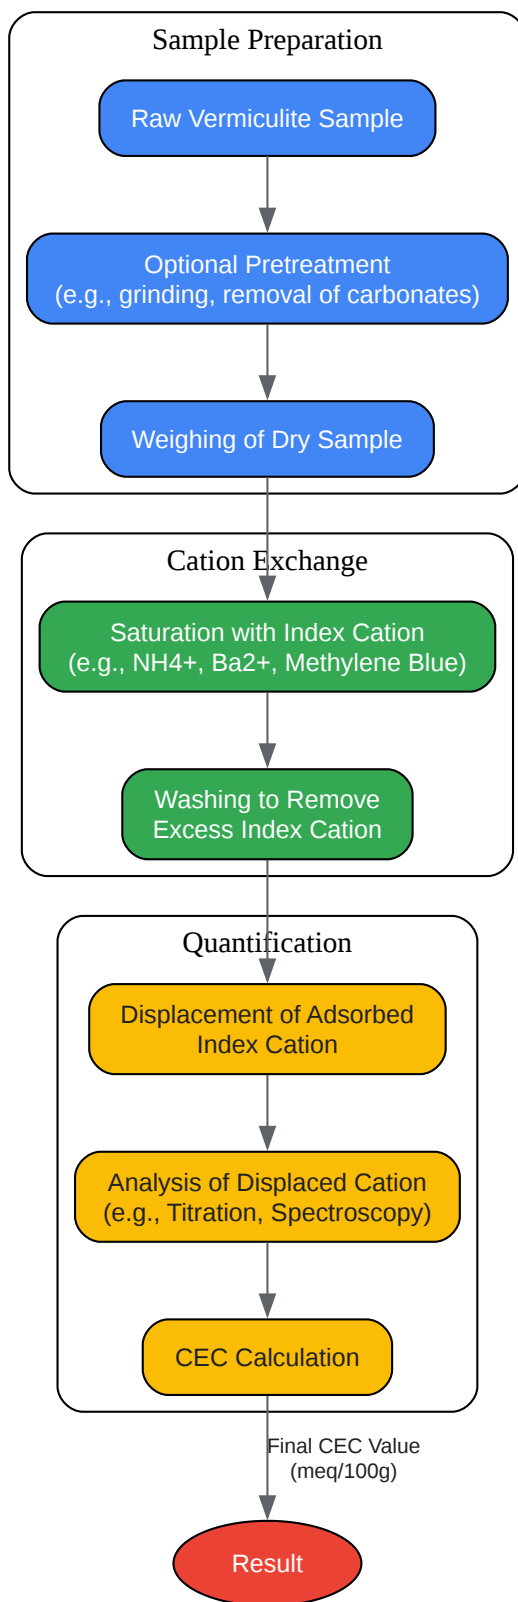 Sample Preparation
Raw Vermiculite Sample
Optional Pretreatment
(e.g., grinding, removal of carbonates)
Weighing of Dry Sample
Cation Exchange
Saturation with Index Cation
(e.g., NH4+, Ba2+, Methylene Blue)
Washing to Remove
Excess Index Cation
Quantification
Displacement of Adsorbed
Index Cation
Analysis of Displaced Cation
(e.g., Titration, Spectroscopy)
CEC Calculation
Final CEC Value
(meq/100g)
Result